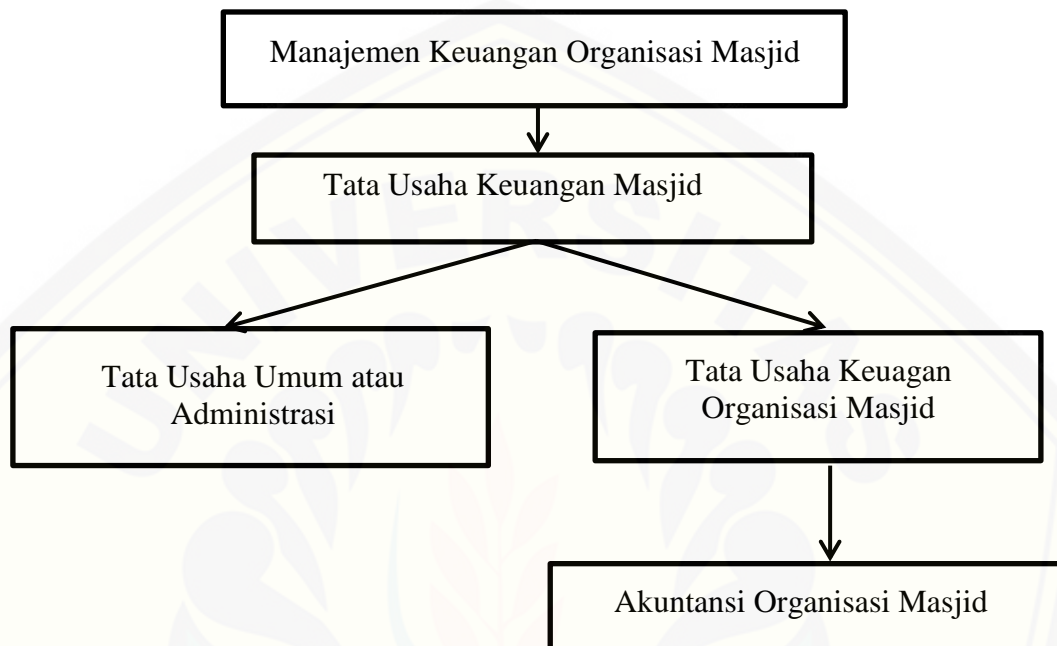 Manajemen Keuangan Organisasi Masjid
Tata Usaha Keuangan Masjid
Tata Usaha Umum atau
Administrasi
Tata Usaha Keuagan
Organisasi Masjid
Akuntansi Organisasi Masjid
UNIVERSITAS